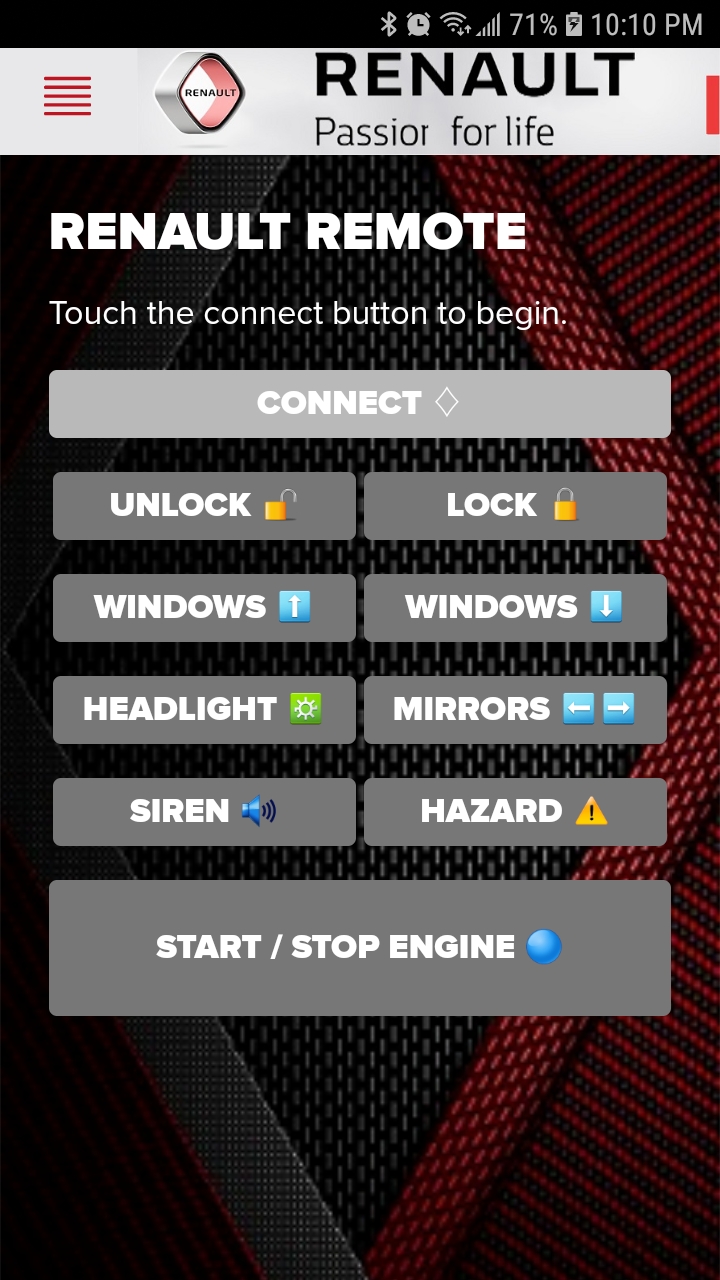 71% 10:10 PM
RENAULT
RENAULT
Passior for life
RENAULT REMOTE
Touch the connect button to begin.
CONNECT ♢
UNLOCK 🔓
LOCK 🔒
WINDOWS ⬆️
WINDOWS ⬇️
HEADLIGHT 🔆
MIRRORS ⬅️ ➡️
SIREN 🔊
HAZARD ⚠️
START / STOP ENGINE 🔵